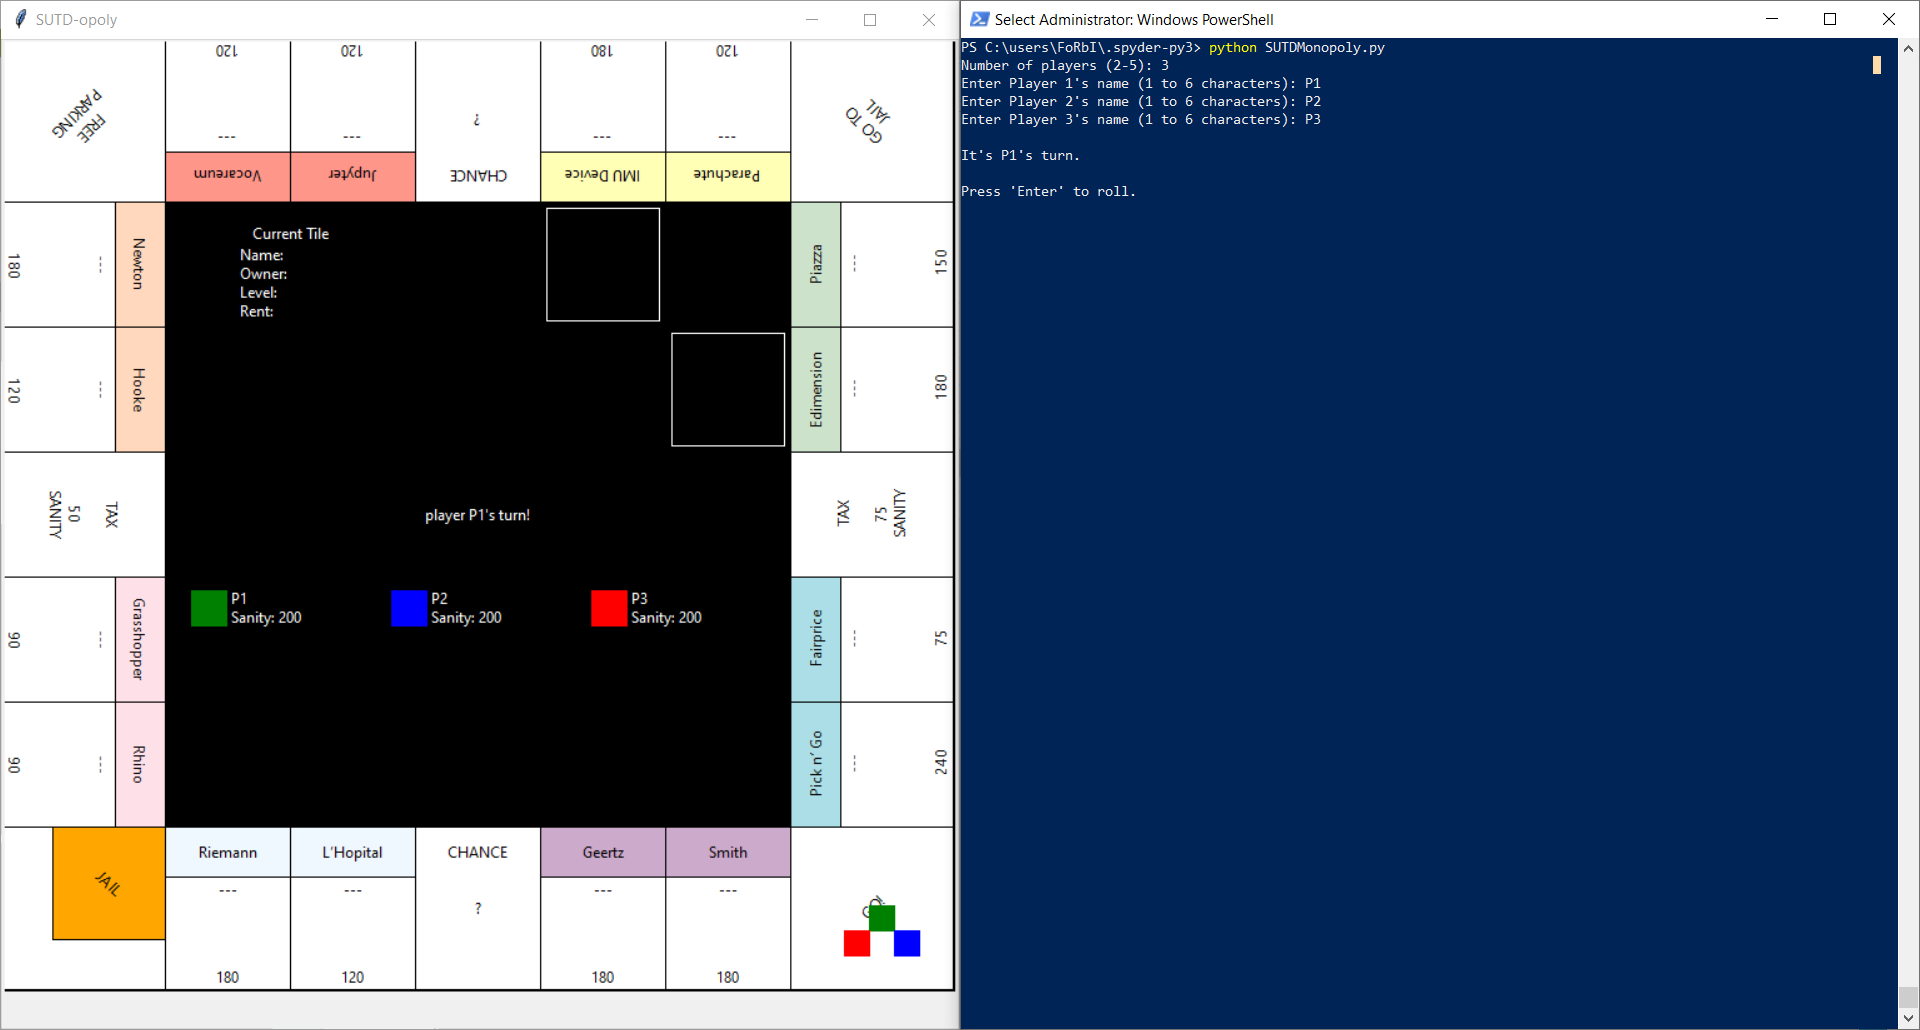 SUTD-opoly
120
120
180
120
FREE
PARKING
---
---
?
---
---
GO TO
JAIL
Vocareum
Jupyter
CHANCE
IMU Device
Parachute
180
---
Newton
120
---
Hooke
TAX
50
SANITY
90
---
Grasshopper
90
---
Rhino
Current Tile
Name:
Owner:
Level:
Rent:
player P1's turn!
P1
Sanity: 200
P2
Sanity: 200
P3
Sanity: 200
Piazza
---
150
Edimension
---
180
TAX
75
SANITY
Fairprice
---
75
Pick n' Go
---
240
JAIL
Riemann
L'Hopital
CHANCE
Geertz
Smith
---
---
?
---
---
180
120
180
180
Select Administrator: Windows PowerShell
PS C:\users\FoRbI\.spyder-py3> python SUTDMonopoly.py
Number of players (2-5): 3
Enter Player 1's name (1 to 6 characters): P1
Enter Player 2's name (1 to 6 characters): P2
Enter Player 3's name (1 to 6 characters): P3
It's P1's turn.
Press 'Enter' to roll.